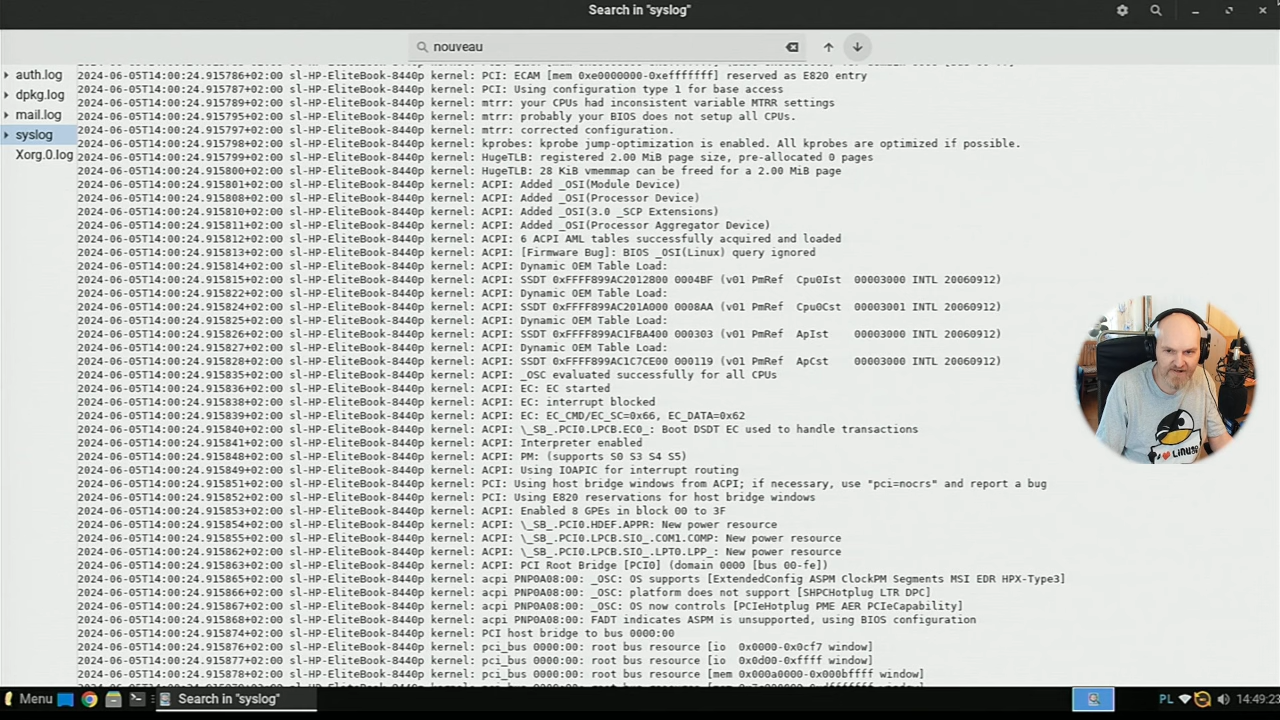 Search in "syslog"
nouveau
auth.log
dpkg.log
mail.log
syslog
Xorg.0.log
2024-06-05T14:00:24.915786+02:00 sl-HP-EliteBook-8440p kernel: PCI: ECAM [mem 0xe0000000-0xefffffff] reserved as E820 entry
2024-06-05T14:00:24.915787+02:00 sl-HP-EliteBook-8440p kernel: PCI: Using configuration type 1 for base access
2024-06-05T14:00:24.915789+02:00 sl-HP-EliteBook-8440p kernel: mtrr: your CPUs had inconsistent variable MTRR settings
2024-06-05T14:00:24.915795+02:00 sl-HP-EliteBook-8440p kernel: mtrr: probably your BIOS does not setup all CPUs.
2024-06-05T14:00:24.915797+02:00 sl-HP-EliteBook-8440p kernel: mtrr: corrected configuration.
2024-06-05T14:00:24.915798+02:00 sl-HP-EliteBook-8440p kernel: kprobes: kprobe jump-optimization is enabled. All kprobes are optimized if possible.
2024-06-05T14:00:24.915799+02:00 sl-HP-EliteBook-8440p kernel: HugeTLB: registered 2.00 MiB page size, pre-allocated 0 pages
2024-06-05T14:00:24.915800+02:00 sl-HP-EliteBook-8440p kernel: HugeTLB: 28 KiB vmemmap can be freed for a 2.00 MiB page
2024-06-05T14:00:24.915801+02:00 sl-HP-EliteBook-8440p kernel: ACPI: Added _OSI(Module Device)
2024-06-05T14:00:24.915808+02:00 sl-HP-EliteBook-8440p kernel: ACPI: Added _OSI(Processor Device)
2024-06-05T14:00:24.915810+02:00 sl-HP-EliteBook-8440p kernel: ACPI: Added _OSI(3.0 _SCP Extensions)
2024-06-05T14:00:24.915811+02:00 sl-HP-EliteBook-8440p kernel: ACPI: Added _OSI(Processor Aggregator Device)
2024-06-05T14:00:24.915812+02:00 sl-HP-EliteBook-8440p kernel: ACPI: 6 ACPI AML tables successfully acquired and loaded
2024-06-05T14:00:24.915813+02:00 sl-HP-EliteBook-8440p kernel: ACPI: [Firmware Bug]: BIOS _OSI(Linux) query ignored
2024-06-05T14:00:24.915814+02:00 sl-HP-EliteBook-8440p kernel: ACPI: Dynamic OEM Table Load:
2024-06-05T14:00:24.915815+02:00 sl-HP-EliteBook-8440p kernel: ACPI: SSDT 0xFFFF899AC2012800 0004BF (v01 PmRef  Cpu0Ist  00003000 INTL 20060912)
2024-06-05T14:00:24.915822+02:00 sl-HP-EliteBook-8440p kernel: ACPI: Dynamic OEM Table Load:
2024-06-05T14:00:24.915824+02:00 sl-HP-EliteBook-8440p kernel: ACPI: SSDT 0xFFFF899AC201A000 0008AA (v01 PmRef  Cpu0Cst  00003001 INTL 20060912)
2024-06-05T14:00:24.915825+02:00 sl-HP-EliteBook-8440p kernel: ACPI: Dynamic OEM Table Load:
2024-06-05T14:00:24.915826+02:00 sl-HP-EliteBook-8440p kernel: ACPI: SSDT 0xFFFF899AC1FBA400 000303 (v01 PmRef  ApIst    00003000 INTL 20060912)
2024-06-05T14:00:24.915827+02:00 sl-HP-EliteBook-8440p kernel: ACPI: Dynamic OEM Table Load:
2024-06-05T14:00:24.915828+02:00 sl-HP-EliteBook-8440p kernel: ACPI: SSDT 0xFFFF899AC1C7CE00 000119 (v01 PmRef  ApCst    00003000 INTL 20060912)
2024-06-05T14:00:24.915835+02:00 sl-HP-EliteBook-8440p kernel: ACPI: _OSC evaluated successfully for all CPUs
2024-06-05T14:00:24.915836+02:00 sl-HP-EliteBook-8440p kernel: ACPI: EC: EC started
2024-06-05T14:00:24.915838+02:00 sl-HP-EliteBook-8440p kernel: ACPI: EC: interrupt blocked
2024-06-05T14:00:24.915839+02:00 sl-HP-EliteBook-8440p kernel: ACPI: EC: EC_CMD/EC_SC=0x66, EC_DATA=0x62
2024-06-05T14:00:24.915840+02:00 sl-HP-EliteBook-8440p kernel: ACPI: \_SB_.PCI0.LPCB.EC0_: Boot DSDT EC used to handle transactions
2024-06-05T14:00:24.915841+02:00 sl-HP-EliteBook-8440p kernel: ACPI: Interpreter enabled
2024-06-05T14:00:24.915848+02:00 sl-HP-EliteBook-8440p kernel: ACPI: PM: (supports S0 S3 S4 S5)
2024-06-05T14:00:24.915849+02:00 sl-HP-EliteBook-8440p kernel: ACPI: Using IOAPIC for interrupt routing
2024-06-05T14:00:24.915851+02:00 sl-HP-EliteBook-8440p kernel: PCI: Using host bridge windows from ACPI; if necessary, use "pci=nocrs" and report a bug
2024-06-05T14:00:24.915852+02:00 sl-HP-EliteBook-8440p kernel: PCI: Using E820 reservations for host bridge windows
2024-06-05T14:00:24.915853+02:00 sl-HP-EliteBook-8440p kernel: ACPI: Enabled 8 GPEs in block 00 to 3F
2024-06-05T14:00:24.915854+02:00 sl-HP-EliteBook-8440p kernel: ACPI: \_SB_.PCI0.HDEF.APPR: New power resource
2024-06-05T14:00:24.915855+02:00 sl-HP-EliteBook-8440p kernel: ACPI: \_SB_.PCI0.LPCB.SIO_.COM1.COMP: New power resource
2024-06-05T14:00:24.915862+02:00 sl-HP-EliteBook-8440p kernel: ACPI: \_SB_.PCI0.LPCB.SIO_.LPT0.LPP_: New power resource
2024-06-05T14:00:24.915863+02:00 sl-HP-EliteBook-8440p kernel: ACPI: PCI Root Bridge [PCI0] (domain 0000 [bus 00-fe])
2024-06-05T14:00:24.915865+02:00 sl-HP-EliteBook-8440p kernel: acpi PNP0A08:00: _OSC: OS supports [ExtendedConfig ASPM ClockPM Segments MSI EDR HPX-Type3]
2024-06-05T14:00:24.915866+02:00 sl-HP-EliteBook-8440p kernel: acpi PNP0A08:00: _OSC: platform does not support [SHPCHotplug LTR DPC]
2024-06-05T14:00:24.915867+02:00 sl-HP-EliteBook-8440p kernel: acpi PNP0A08:00: _OSC: OS now controls [PCIeHotplug PME AER PCIeCapability]
2024-06-05T14:00:24.915868+02:00 sl-HP-EliteBook-8440p kernel: acpi PNP0A08:00: FADT indicates ASPM is unsupported, using BIOS configuration
2024-06-05T14:00:24.915874+02:00 sl-HP-EliteBook-8440p kernel: PCI host bridge to bus 0000:00
2024-06-05T14:00:24.915876+02:00 sl-HP-EliteBook-8440p kernel: pci_bus 0000:00: root bus resource [io  0x0000-0x0cf7 window]
2024-06-05T14:00:24.915877+02:00 sl-HP-EliteBook-8440p kernel: pci_bus 0000:00: root bus resource [io  0x0d00-0xffff window]
2024-06-05T14:00:24.915877+02:00 sl-HP-EliteBook-8440p kernel: pci_bus 0000:00: root bus resource [mem 0x000a0000-0x000bffff window]
I ♥ Linux
Menu
Search in "syslog"
PL
14:49:23